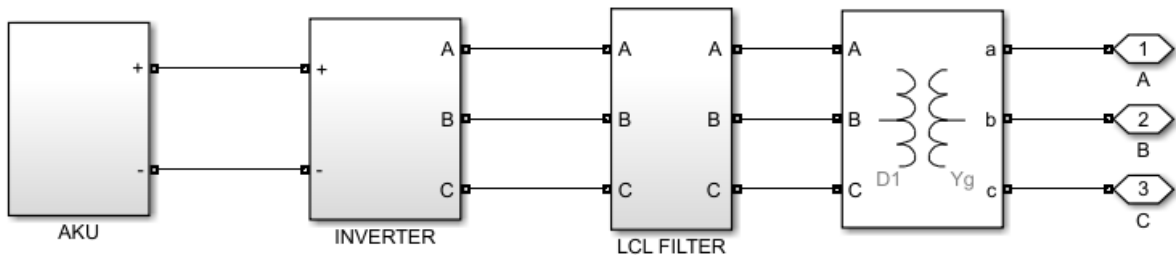 + + A A A A a 1
A
B B B B b 2
B
- - C C C D1 Yg C c 3
C
AKU INVERTER LCL FILTER